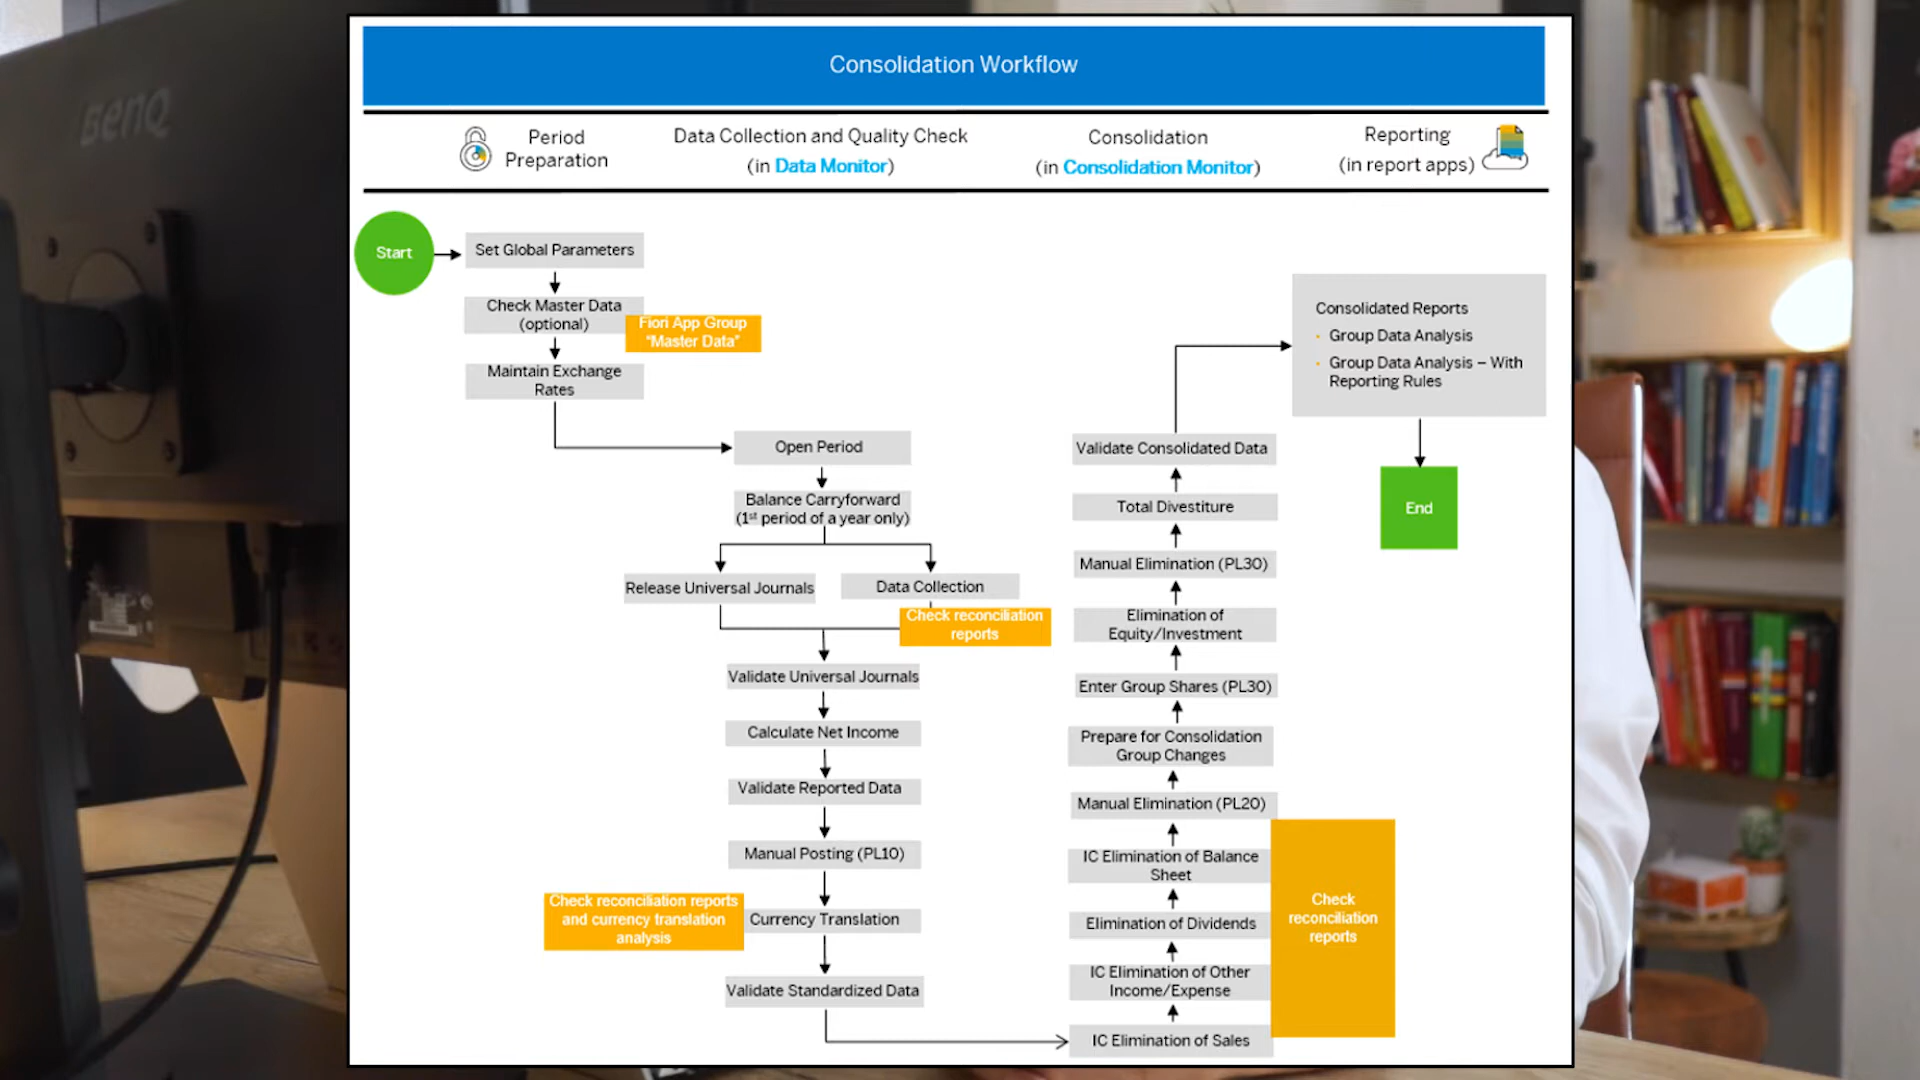 BenQ
Consolidation Workflow
Period
Preparation
Data Collection and Quality Check
(in Data Monitor)
Consolidation
(in Consolidation Monitor)
Reporting
(in report apps)
Start
Set Global Parameters
Check Master Data
(optional)
Fiori App Group
"Master Data"
Maintain Exchange
Rates
Open Period
Balance Carryforward
(1st period of a year only)
Release Universal Journals
Data Collection
Check reconciliation
reports
Validate Universal Journals
Calculate Net Income
Validate Reported Data
Manual Posting (PL10)
Check reconciliation reports
and currency translation
analysis
Currency Translation
Validate Standardized Data
Consolidated Reports
Group Data Analysis
Group Data Analysis – With
Reporting Rules
End
Validate Consolidated Data
Total Divestiture
Manual Elimination (PL30)
Elimination of
Equity/Investment
Enter Group Shares (PL30)
Prepare for Consolidation
Group Changes
Manual Elimination (PL20)
IC Elimination of Balance
Sheet
Elimination of Dividends
IC Elimination of Other
Income/Expense
IC Elimination of Sales
Check
reconciliation
reports